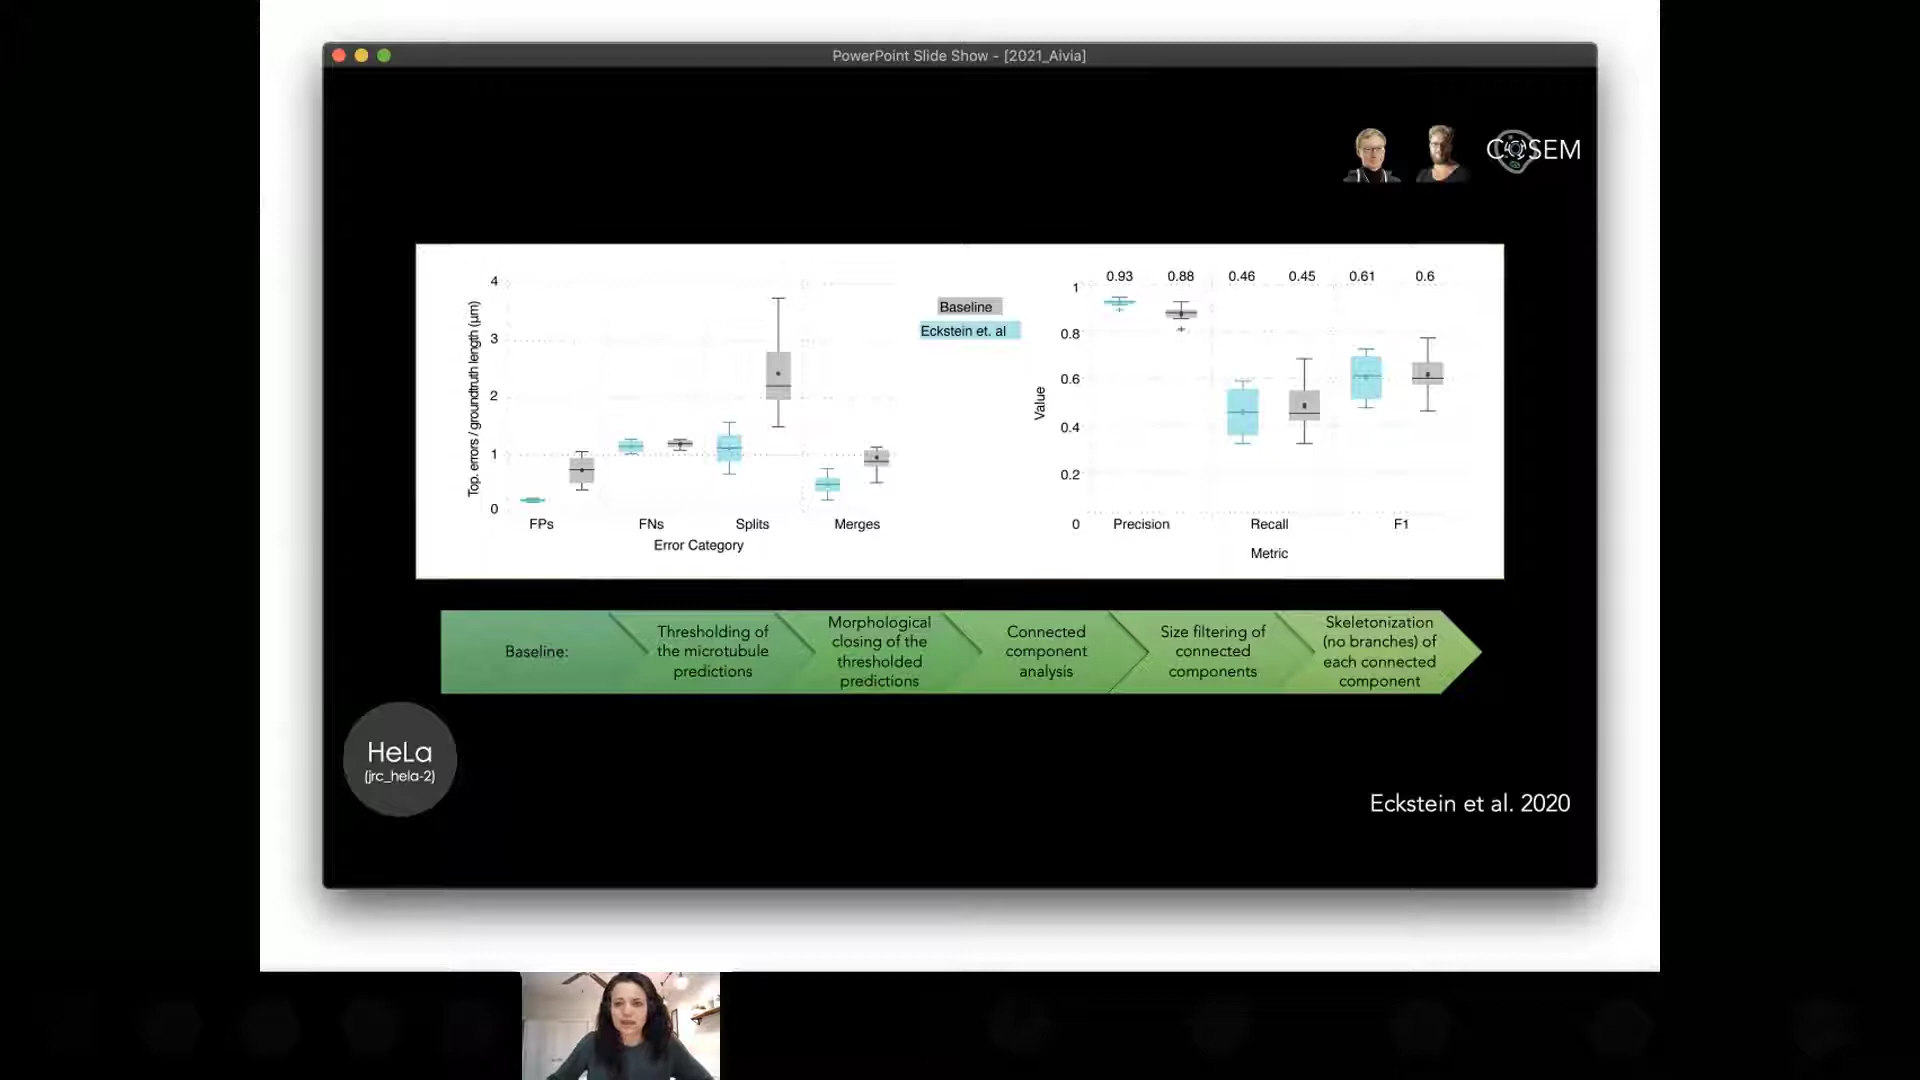 PowerPoint Slide Show - [2021_Aivia]
COSEM
4
3
2
1
0
Top. errors / groundtruth length (µm)
FPs
FNs
Splits
Merges
Error Category
Baseline
Eckstein et. al
0.93
0.88
0.46
0.45
0.61
0.6
1
0.8
0.6
0.4
0.2
0
Value
Precision
Recall
F1
Metric
Baseline:
Thresholding of
the microtubule
predictions
Morphological
closing of the
thresholded
predictions
Connected
component
analysis
Size filtering of
connected
components
Skeletonization
(no branches) of
each connected
component
HeLa
(jrc_hela-2)
Eckstein et al. 2020